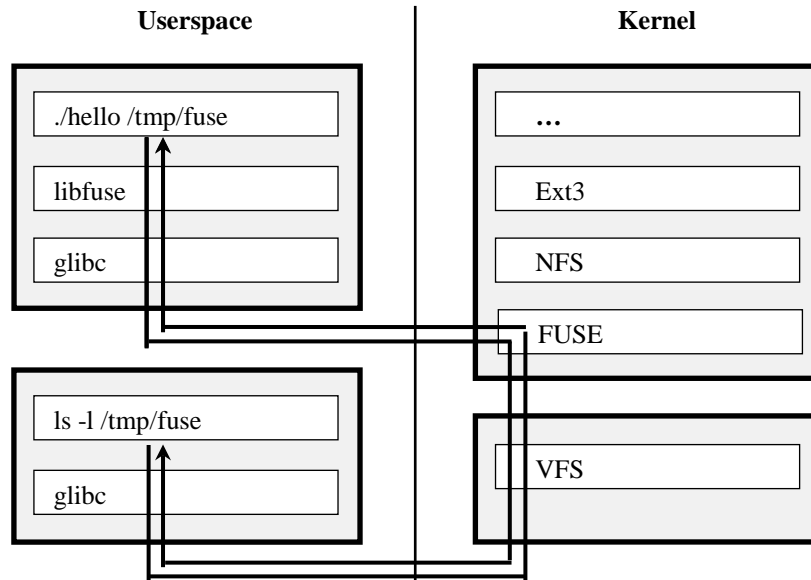 Userspace
Kernel
./hello /tmp/fuse
libfuse
glibc
...
Ext3
NFS
FUSE
ls -l /tmp/fuse
glibc
VFS